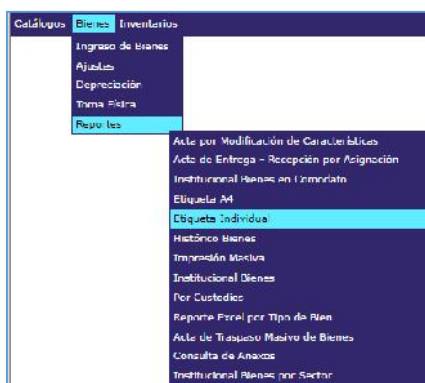 Catálogos Bienes Inventarios
Ingreso de Bienes
Ajustes
Depreciación
Toma Física
Reportes
Acta por Modificación de Características
Acta de Entrega - Recepción por Asignación
Institucional Bienes en Comodato
Etiqueta A4
Etiqueta Individual
Histórico Bienes
Impresión Masiva
Institucional Bienes
Por Custodios
Reporte Excel por Tipo de Bien
Acta de Traspaso Masivo de Bienes
Consulta de Anexos
Institucional Bienes por Sector